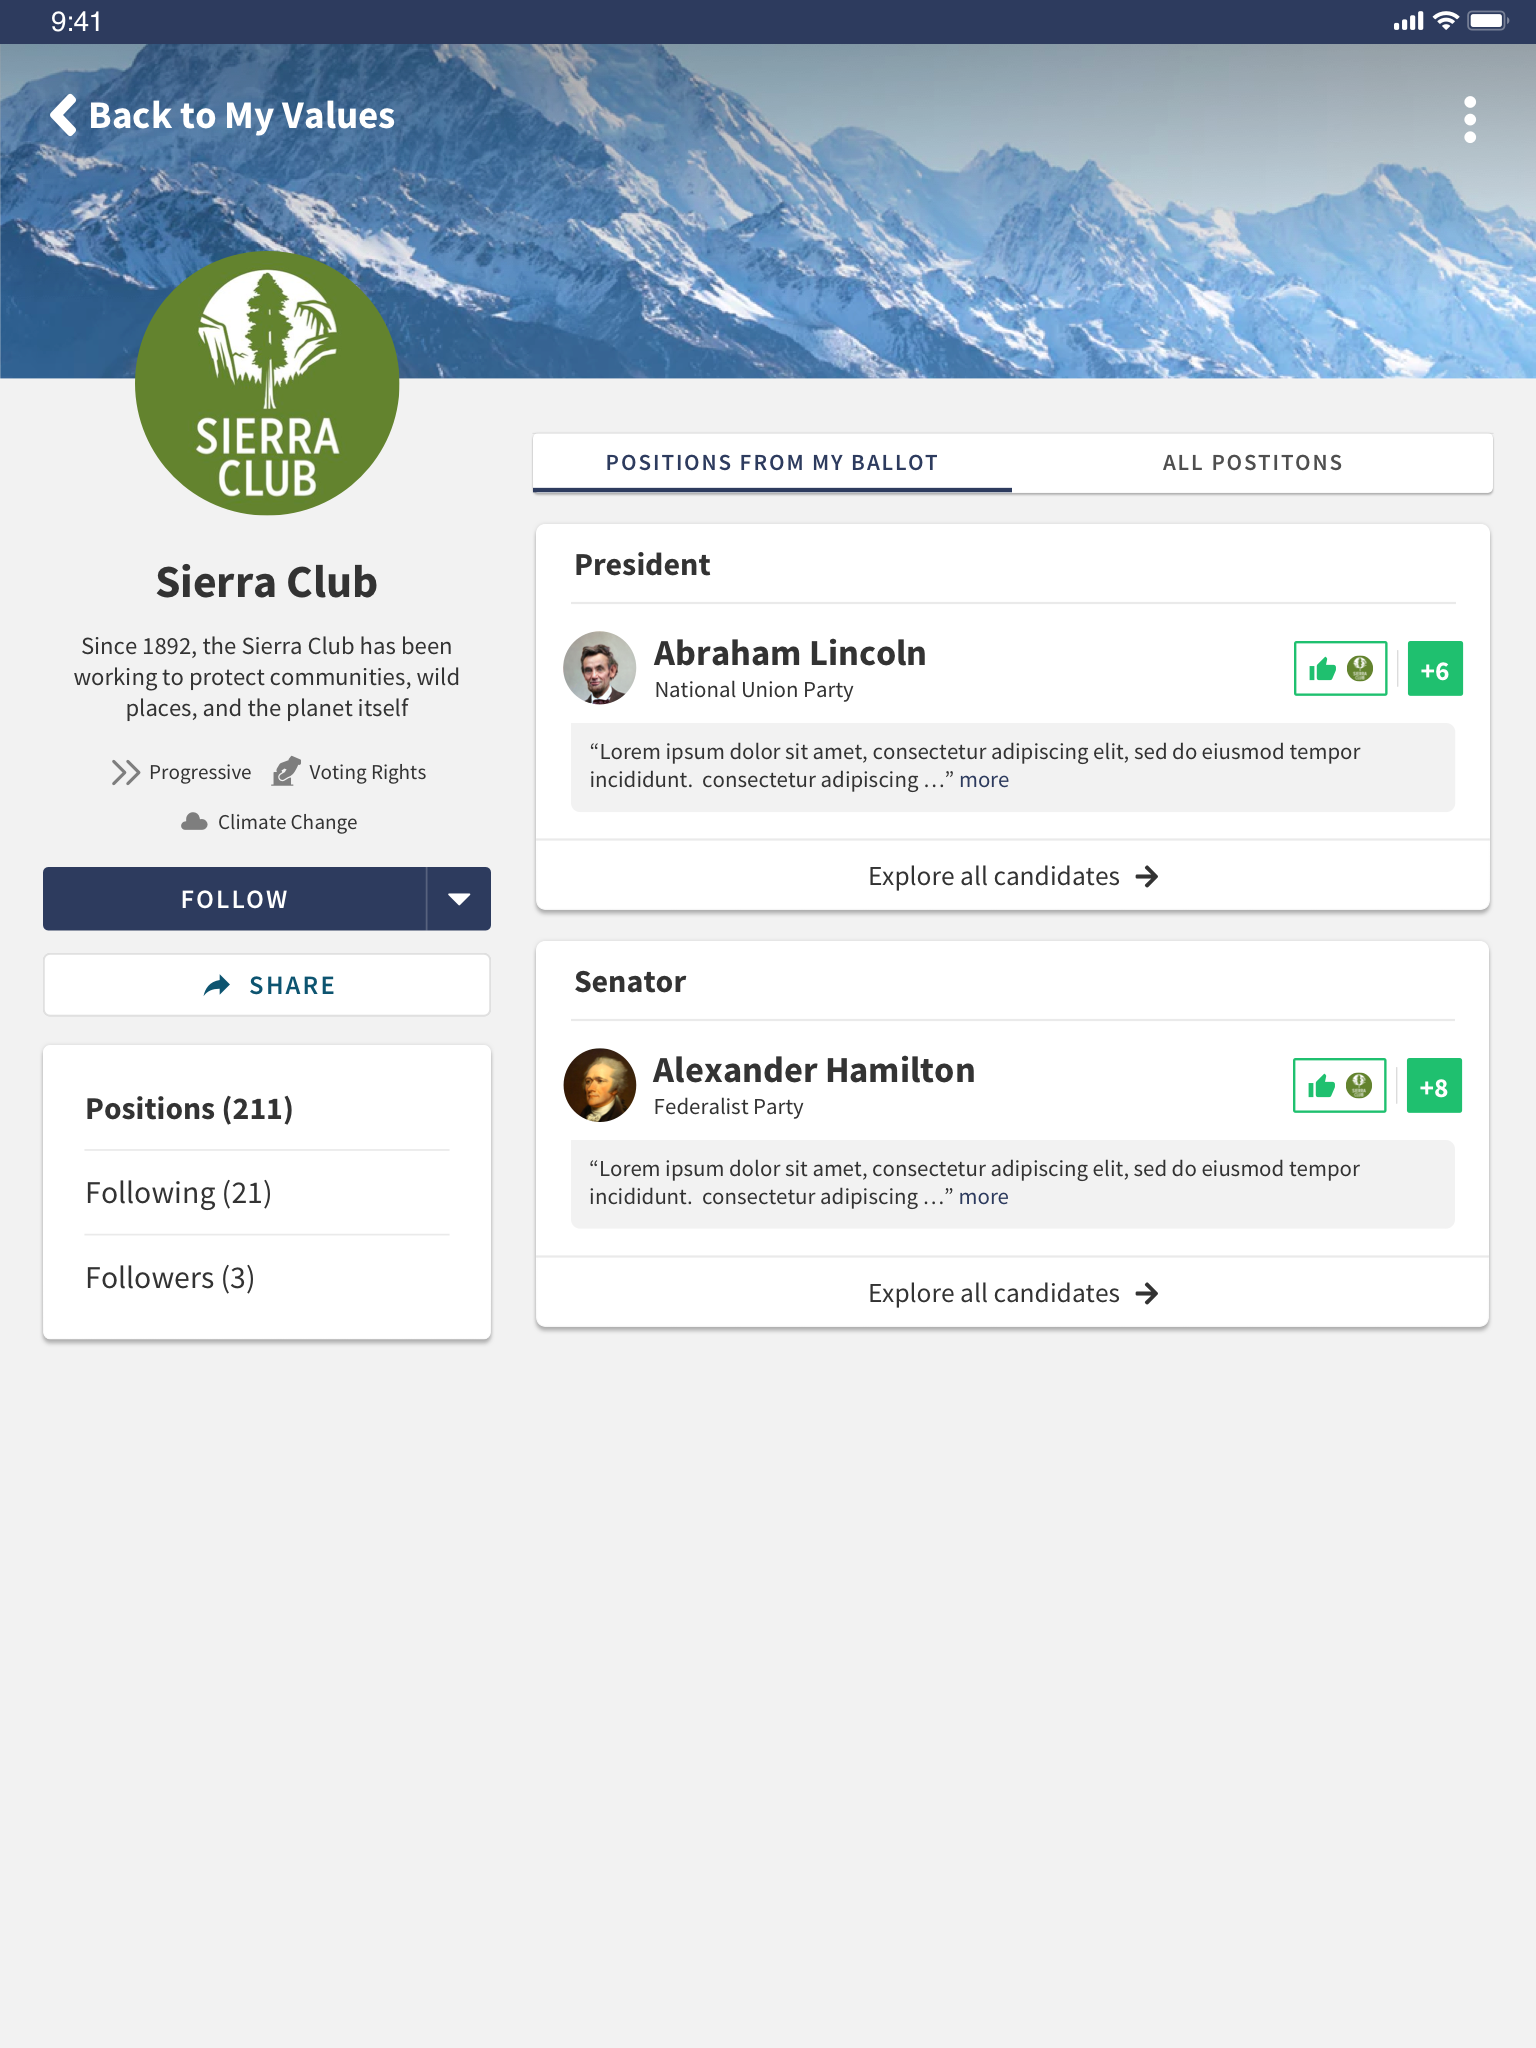 9:41
Back to My Values
SIERRA
CLUB
Sierra Club
Since 1892, the Sierra Club has been
working to protect communities, wild
places, and the planet itself
Progressive
Voting Rights
Climate Change
FOLLOW
SHARE
Positions (211)
Following (21)
Followers (3)
POSITIONS FROM MY BALLOT
ALL POSTITONS
President
Abraham Lincoln
National Union Party
+6
“Lorem ipsum dolor sit amet, consectetur adipiscing elit, sed do eiusmod tempor
incididunt.  consectetur adipiscing …” more
Explore all candidates
Senator
Alexander Hamilton
Federalist Party
+8
“Lorem ipsum dolor sit amet, consectetur adipiscing elit, sed do eiusmod tempor
incididunt.  consectetur adipiscing …” more
Explore all candidates